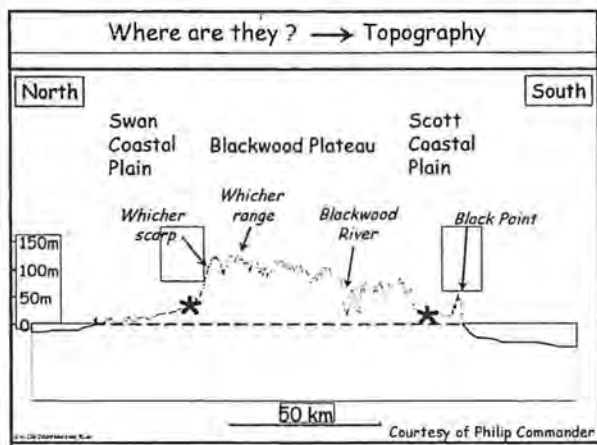 Where are they ? → Topography
North
South
Swan
Coastal
Plain
Blackwood Plateau
Scott
Coastal
Plain
Whicher
scarp
Whicher
range
Blackwood
River
Black Point
150m
100m
50m
0
50 km
Courtesy of Philip Commander